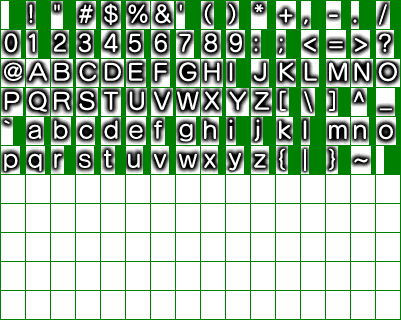 ! " # $ % & ' ( ) * + , - . /
0 1 2 3 4 5 6 7 8 9 : ; < = > ?
@ A B C D E F G H I J K L M N O
P Q R S T U V W X Y Z [ \ ] ^ _
` a b c d e f g h i j k l m n o
p q r s t u v w x y z { | } ~